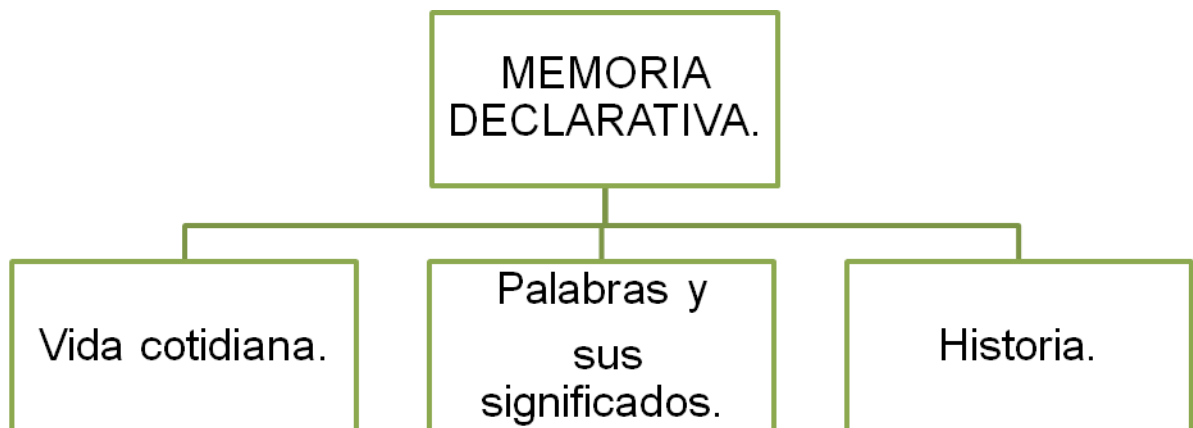 MEMORIA
DECLARATIVA.
Vida cotidiana.
Palabras y
sus
significados.
Historia.